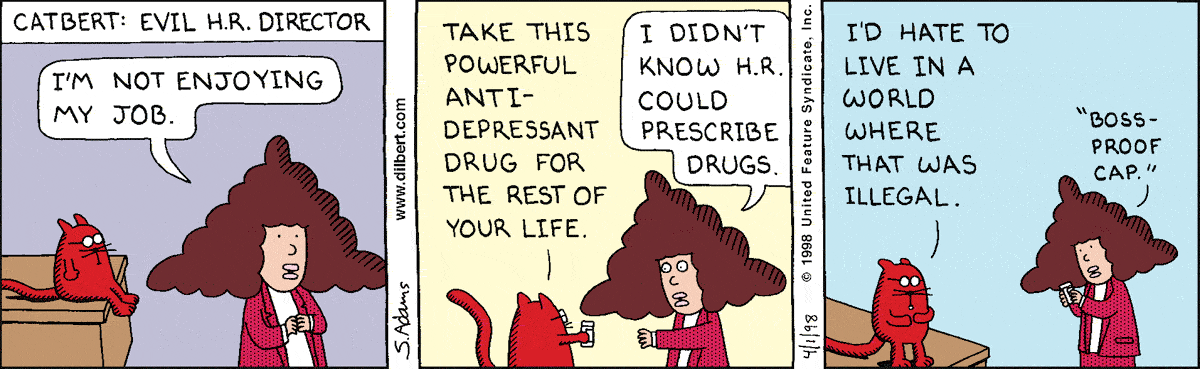 CATBERT: EVIL H.R. DIRECTOR
I'M NOT ENJOYING
MY JOB.
www.dilbert.com
S. Adams
TAKE THIS
POWERFUL
ANTI-
DEPRESSANT
DRUG FOR
THE REST OF
YOUR LIFE.
I DIDN'T
KNOW H.R.
COULD
PRESCRIBE
DRUGS.
4/1/98
© 1998 United Feature Syndicate, Inc.
I'D HATE TO
LIVE IN A
WORLD
WHERE
THAT WAS
ILLEGAL.
"BOSS-
PROOF
CAP."